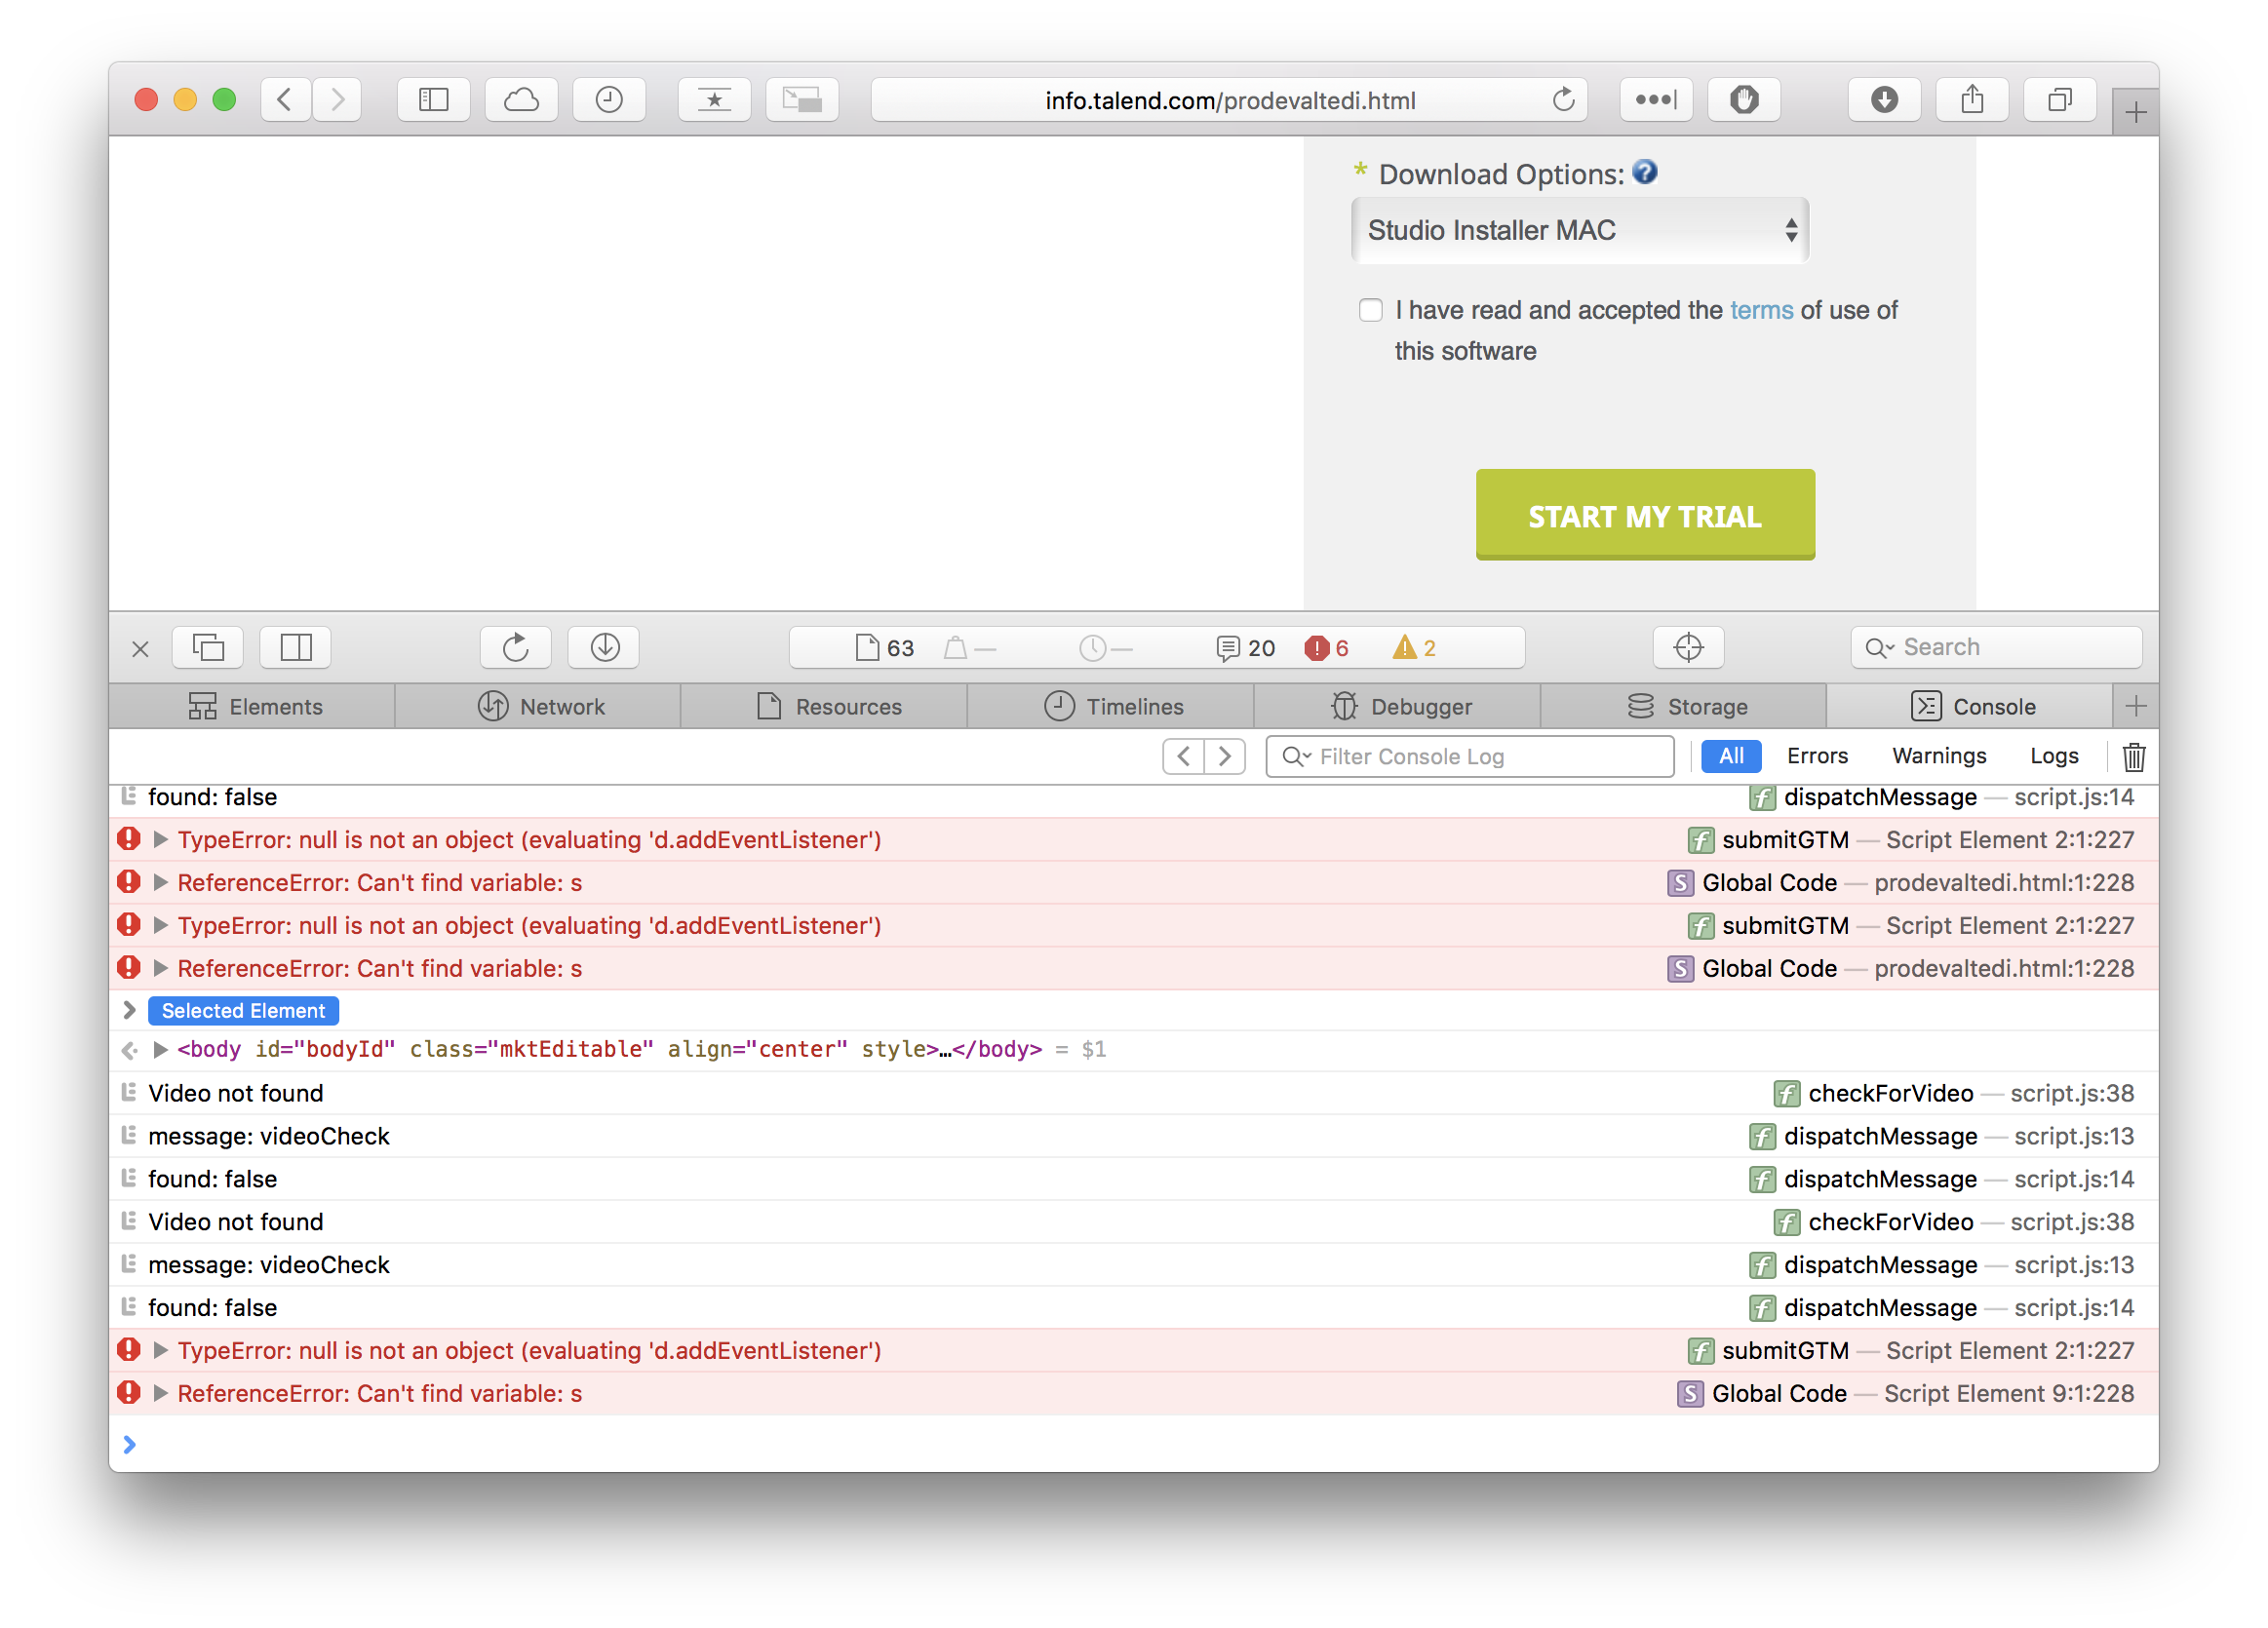 info.talend.com/prodevaltedi.html
* Download Options: ?
Studio Installer MAC
I have read and accepted the terms of use of
this software
START MY TRIAL
63 — — 20 6 2
Search
Elements Network Resources Timelines Debugger Storage Console
Filter Console Log All Errors Warnings Logs
found: false f dispatchMessage — script.js:14
TypeError: null is not an object (evaluating 'd.addEventListener') f submitGTM — Script Element 2:1:227
ReferenceError: Can't find variable: s S Global Code — prodevaltedi.html:1:228
TypeError: null is not an object (evaluating 'd.addEventListener') f submitGTM — Script Element 2:1:227
ReferenceError: Can't find variable: s S Global Code — prodevaltedi.html:1:228
Selected Element
<body id="bodyId" class="mktEditable" align="center" style>…</body> = $1
Video not found f checkForVideo — script.js:38
message: videoCheck f dispatchMessage — script.js:13
found: false f dispatchMessage — script.js:14
Video not found f checkForVideo — script.js:38
message: videoCheck f dispatchMessage — script.js:13
found: false f dispatchMessage — script.js:14
TypeError: null is not an object (evaluating 'd.addEventListener') f submitGTM — Script Element 2:1:227
ReferenceError: Can't find variable: s S Global Code — Script Element 9:1:228